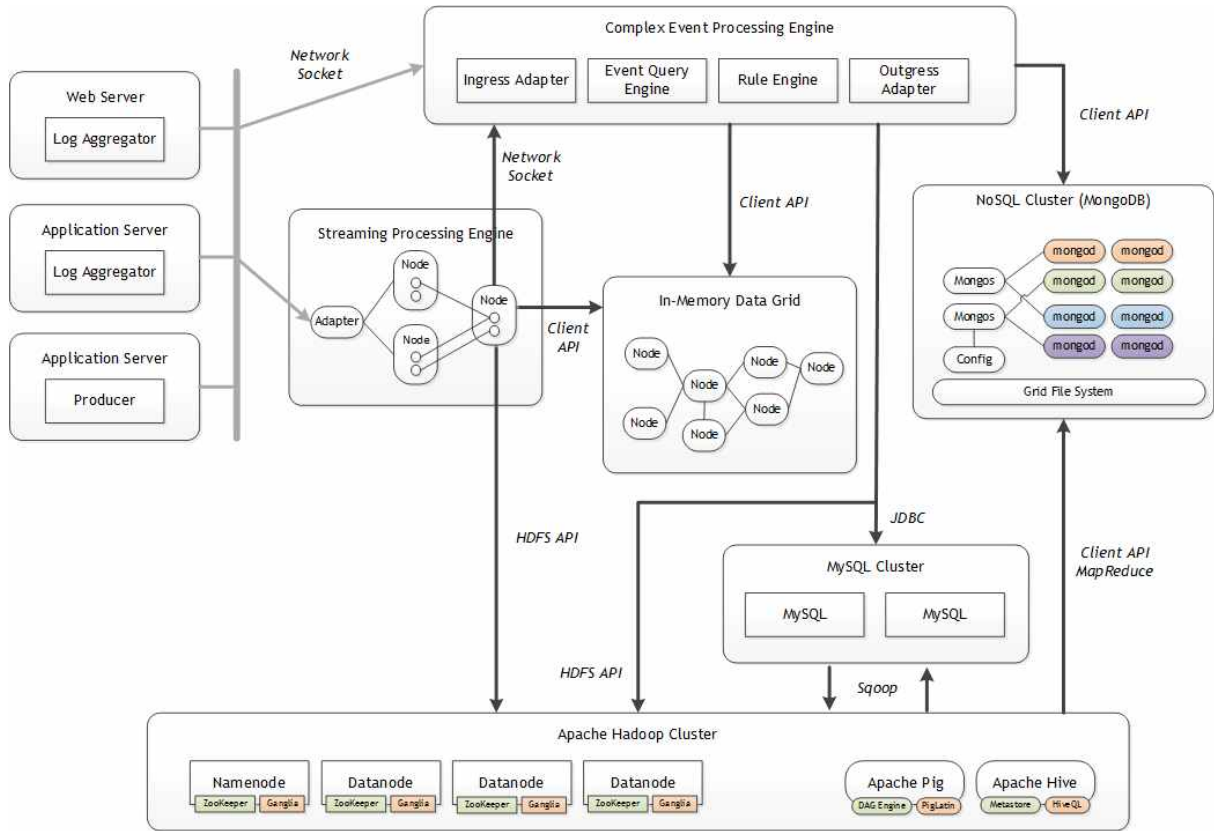 Complex Event Processing Engine
Ingress Adapter
Event Query
Engine
Rule Engine
Outgress
Adapter
Network
Socket
Web Server
Log Aggregator
Application Server
Log Aggregator
Application Server
Producer
Network
Socket
Client API
Client API
Streaming Processing Engine
Adapter
Node
Node
Node
Client
API
In-Memory Data Grid
Node
Node
Node
Node
Node
Node
Node
NoSQL Cluster (MongoDB)
Mongos
Mongos
Config
mongod
mongod
mongod
mongod
mongod
mongod
mongod
mongod
Grid File System
HDFS API
JDBC
MySQL Cluster
MySQL
MySQL
Client API
MapReduce
HDFS API
Sqoop
Apache Hadoop Cluster
Namenode
ZooKeeper
Ganglia
Datanode
ZooKeeper
Ganglia
Datanode
ZooKeeper
Ganglia
Datanode
ZooKeeper
Ganglia
Apache Pig
DAG Engine
PigLatin
Apache Hive
Metastore
HiveQL